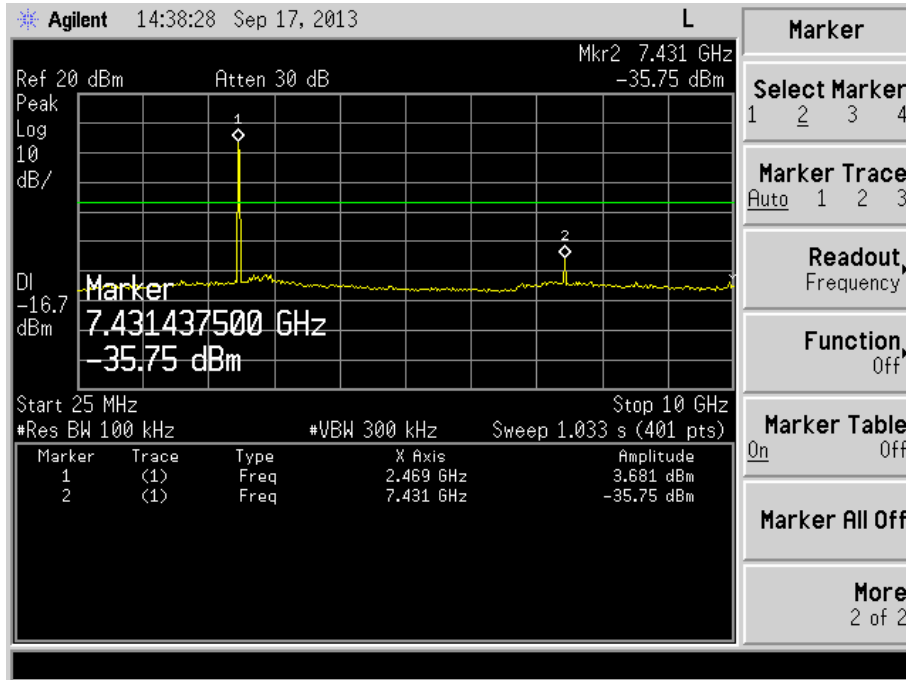 Agilent 14:38:28 Sep 17, 2013 L
Mkr2 7.431 GHz
Ref 20 dBm Atten 30 dB -35.75 dBm
Peak
Log
10
dB/
1
2
DI
-16.7
dBm
Marker
7.431437500 GHz
-35.75 dBm
Start 25 MHz Stop 10 GHz
#Res BW 100 kHz #VBW 300 kHz Sweep 1.033 s (401 pts)
Marker Trace Type X Axis Amplitude
1 (1) Freq 2.469 GHz 3.681 dBm
2 (1) Freq 7.431 GHz -35.75 dBm
Marker
Select Marker
1 2 3 4
Marker Trace
Auto 1 2 3
Readout
Frequency
Function
Off
Marker Table
On Off
Marker All Off
More
2 of 2